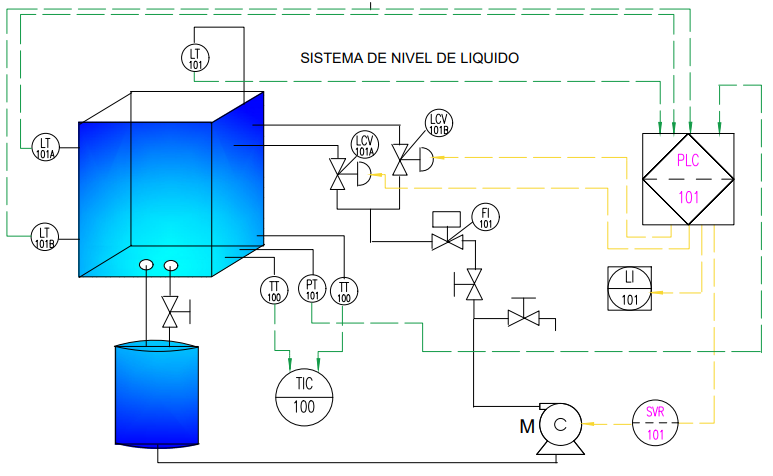 LT
101
SISTEMA DE NIVEL DE LIQUIDO
LCV
101B
LCV
101A
LT
101A
PLC
101
FI
101
LT
101B
LI
101
TT
100
PT
101
TT
100
TIC
100
SVR
101
M
C